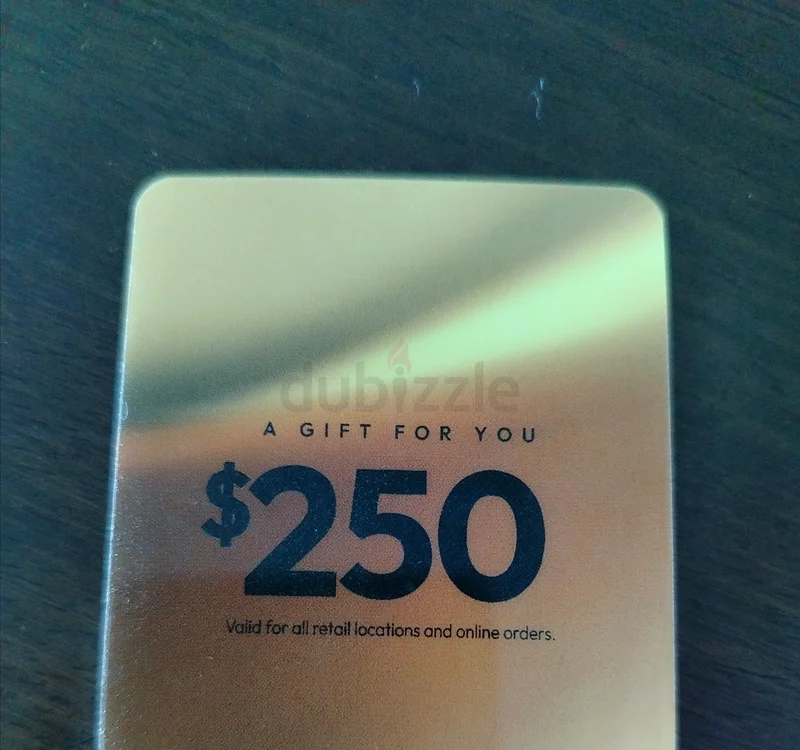 dubizzle
A GIFT FOR YOU
$250
Valid for all retail locations and online orders.